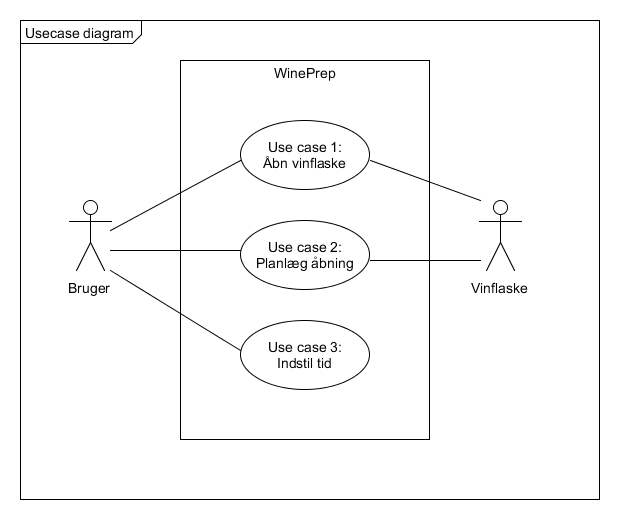 Usecase diagram
WinePrep
Use case 1:
Åbn vinflaske
Use case 2:
Planlæg åbning
Bruger
Vinflaske
Use case 3:
Indstil tid